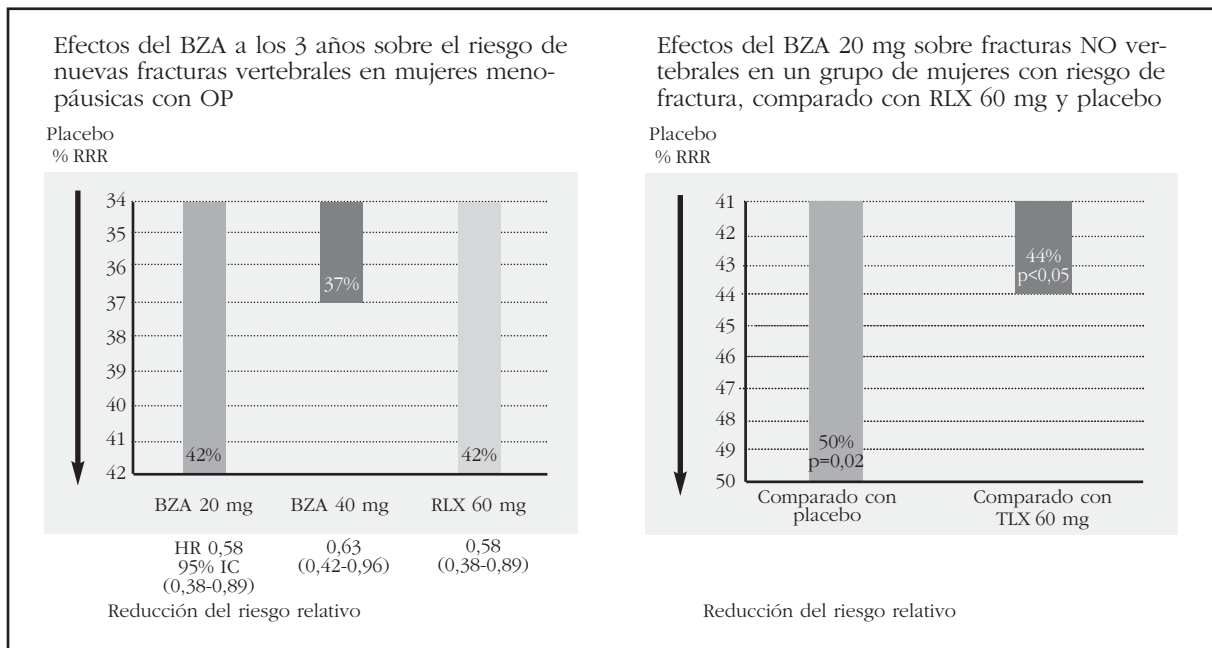 Efectos del BZA a los 3 años sobre el riesgo de
nuevas fracturas vertebrales en mujeres meno-
páusicas con OP
Placebo
% RRR
34
35
36
37
38
39
40
41
42
42%
37%
42%
BZA 20 mg
BZA 40 mg
RLX 60 mg
HR 0,58
95% IC
(0,38-0,89)
0,63
(0,42-0,96)
0,58
(0,38-0,89)
Reducción del riesgo relativo
Efectos del BZA 20 mg sobre fracturas NO ver-
tebrales en un grupo de mujeres con riesgo de
fractura, comparado con RLX 60 mg y placebo
Placebo
% RRR
41
42
43
44
45
46
47
48
49
50
50%
p=0,02
44%
p<0,05
Comparado con
placebo
Comparado con
TLX 60 mg
Reducción del riesgo relativo